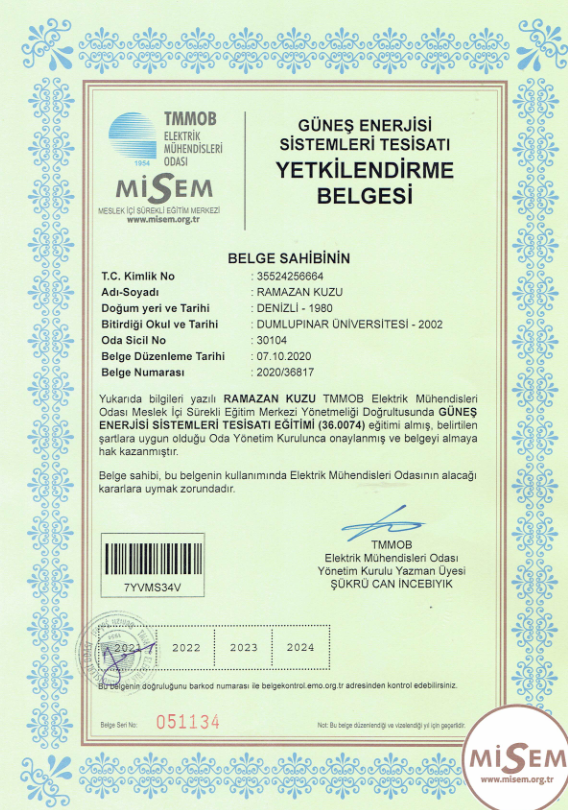 TMMOB
ELEKTRİK
MÜHENDİSLERİ
ODASI
1954
MİSEM
MESLEK İÇİ SÜREKLİ EĞİTİM MERKEZİ
www.misem.org.tr
GÜNEŞ ENERJİSİ
SİSTEMLERİ TESİSATI
YETKİLENDİRME
BELGESİ
BELGE SAHİBİNİN
T.C. Kimlik No : 35524256664
Adı-Soyadı : RAMAZAN KUZU
Doğum yeri ve Tarihi : DENİZLİ - 1980
Bitirdiği Okul ve Tarihi : DUMLUPINAR ÜNİVERSİTESİ - 2002
Oda Sicil No : 30104
Belge Düzenleme Tarihi : 07.10.2020
Belge Numarası : 2020/36817
Yukarıda bilgileri yazılı RAMAZAN KUZU TMMOB Elektrik Mühendisleri
Odası Meslek İçi Sürekli Eğitim Merkezi Yönetmeliği Doğrultusunda GÜNEŞ
ENERJİSİ SİSTEMLERİ TESİSATI EĞİTİMİ (36.0074) eğitimi almış, belirtilen
şartlara uygun olduğu Oda Yönetim Kurulunca onaylanmış ve belgeyi almaya
hak kazanmıştır.
Belge sahibi, bu belgenin kullanımında Elektrik Mühendisleri Odasının alacağı
kararlara uymak zorundadır.
TMMOB
Elektrik Mühendisleri Odası
Yönetim Kurulu Yazman Üyesi
ŞÜKRÜ CAN İNCEBIYIK
7YVMS34V
2021 2022 2023 2024
Bu belgenin doğruluğunu barkod numarası ile belgekontrol.emo.org.tr adresinden kontrol edebilirsiniz.
Belge Seri No: 051134
Not: Bu belge düzenlendiği ve vizelendiği yıl için geçerlidir.
MİSEM
www.misem.org.tr